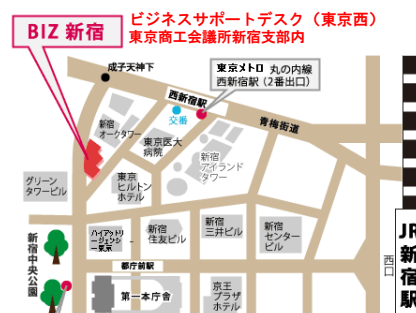 ビジネスサポートデスク（東京西）
東京商工会議所新宿支部内
BIZ 新宿
成子天神下
東京メトロ 丸の内線
西新宿駅（2番出口）
西新宿駅
交番
青梅街道
新宿
オークタワー
東京医大
病院
新宿
アイランド
タワー
グリーン
タワービル
東京
ヒルトン
ホテル
新宿中央公園
ハイアットリ
ージェンシ
ー東京
新宿
住友ビル
新宿
三井ビル
新宿
センター
ビル
都庁前駅
第一本庁舎
京王
プラザ
ホテル
西口
JR新宿駅